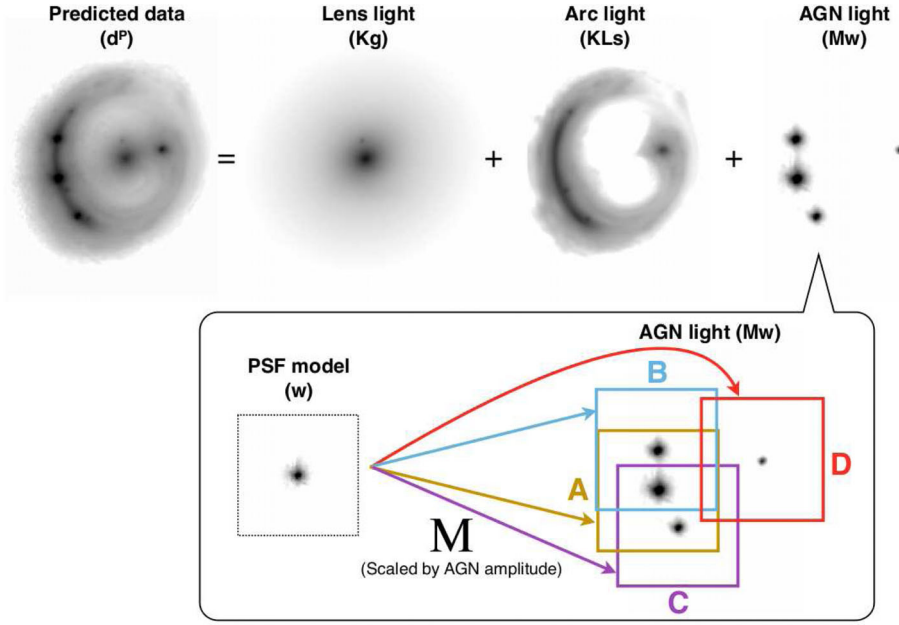 Predicted data
(dᴾ)
=
Lens light
(Kg)
+
Arc light
(KLs)
+
AGN light
(Mw)
AGN light (Mw)
PSF model
(w)
B
A
D
C
M
(Scaled by AGN amplitude)